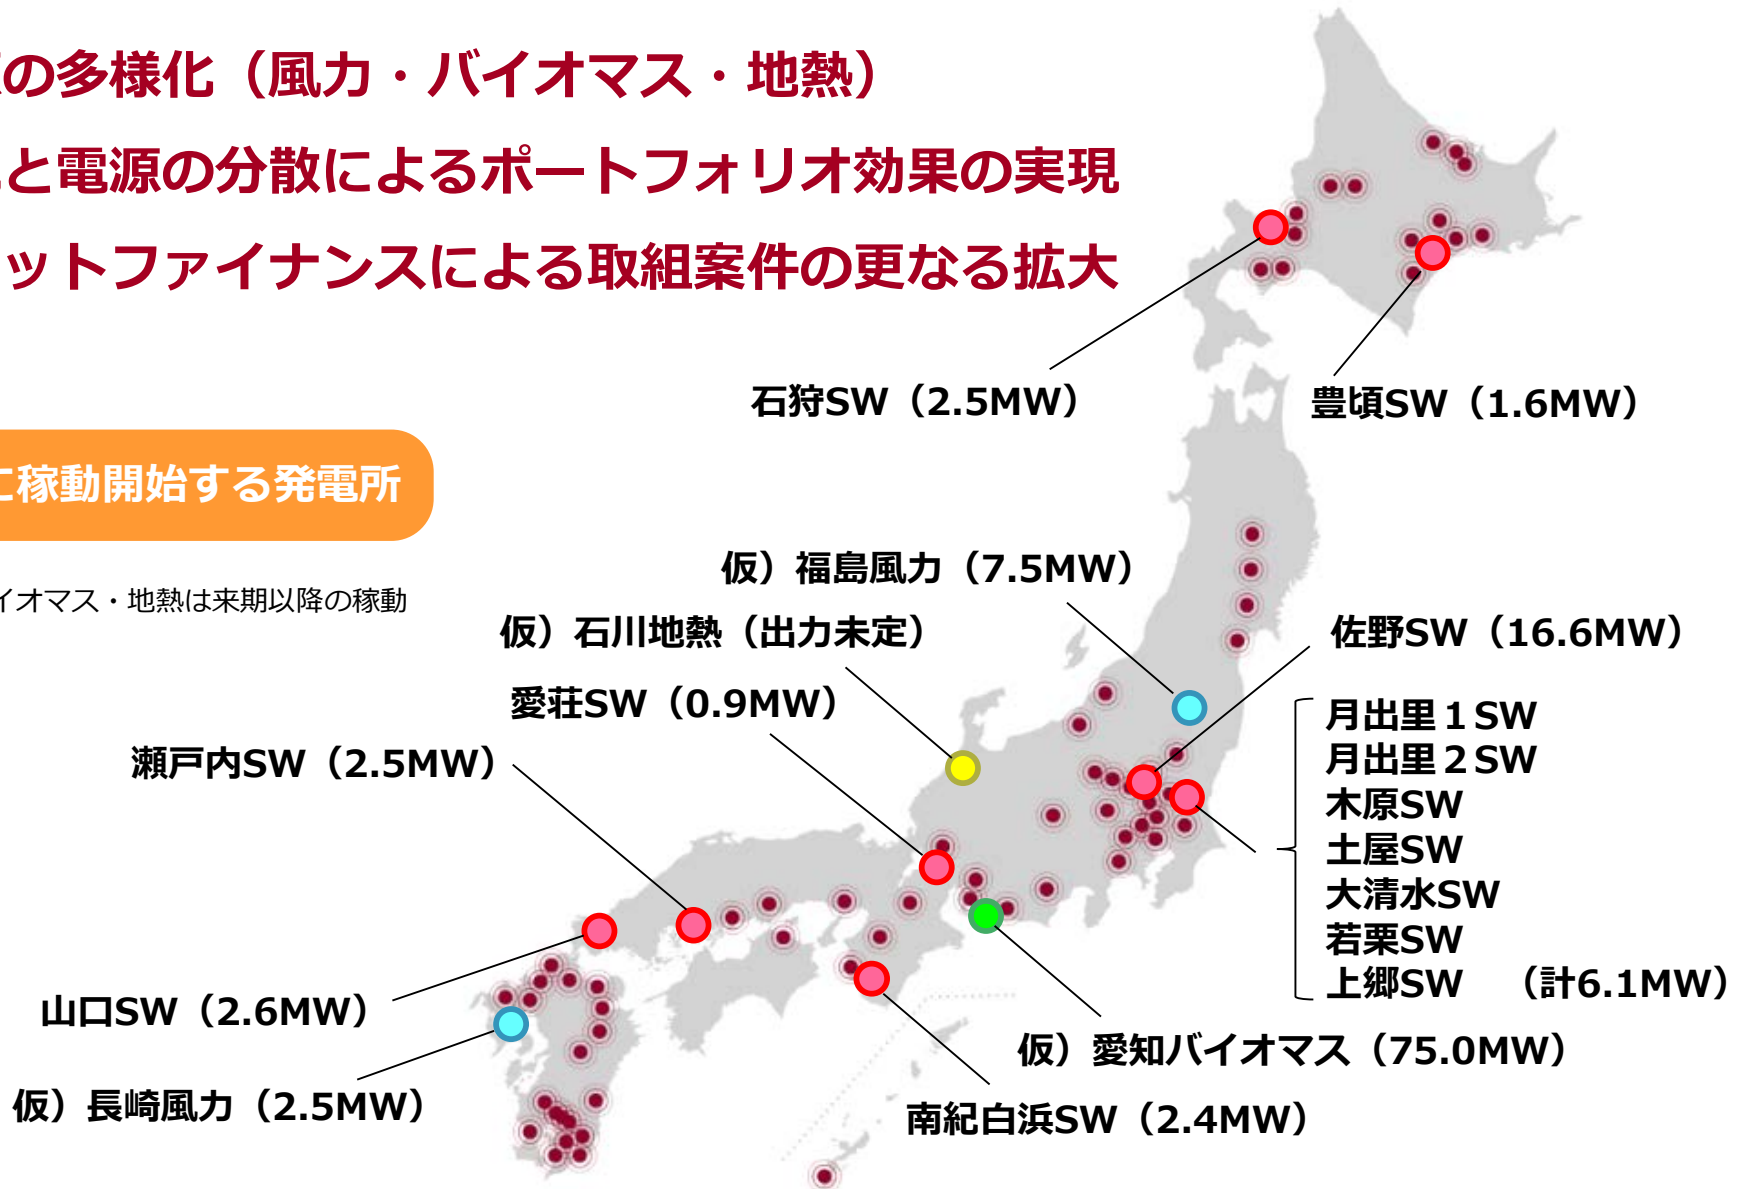 の多様化（風力・バイオマス・地熱）
と電源の分散によるポートフォリオ効果の実現
ットファイナンスによる取組案件の更なる拡大
石狩SW（2.5MW）
豊頃SW（1.6MW）
に稼動開始する発電所
イオマス・地熱は来期以降の稼動
仮）福島風力（7.5MW）
仮）石川地熱（出力未定）
佐野SW（16.6MW）
愛荘SW（0.9MW）
瀬戸内SW（2.5MW）
月出里１SW
月出里２SW
木原SW
土屋SW
大清水SW
若栗SW
上郷SW （計6.1MW）
山口SW（2.6MW）
仮）愛知バイオマス（75.0MW）
仮）長崎風力（2.5MW）
南紀白浜SW（2.4MW）